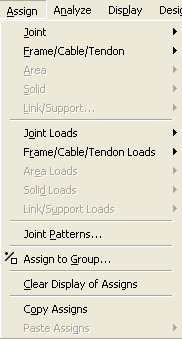 Assign Analyze Display Desi
Joint
Frame/Cable/Tendon
Area
Solid
Link/Support...
Joint Loads
Frame/Cable/Tendon Loads
Area Loads
Solid Loads
Link/Support Loads
Joint Patterns...
Assign to Group...
Clear Display of Assigns
Copy Assigns
Paste Assigns